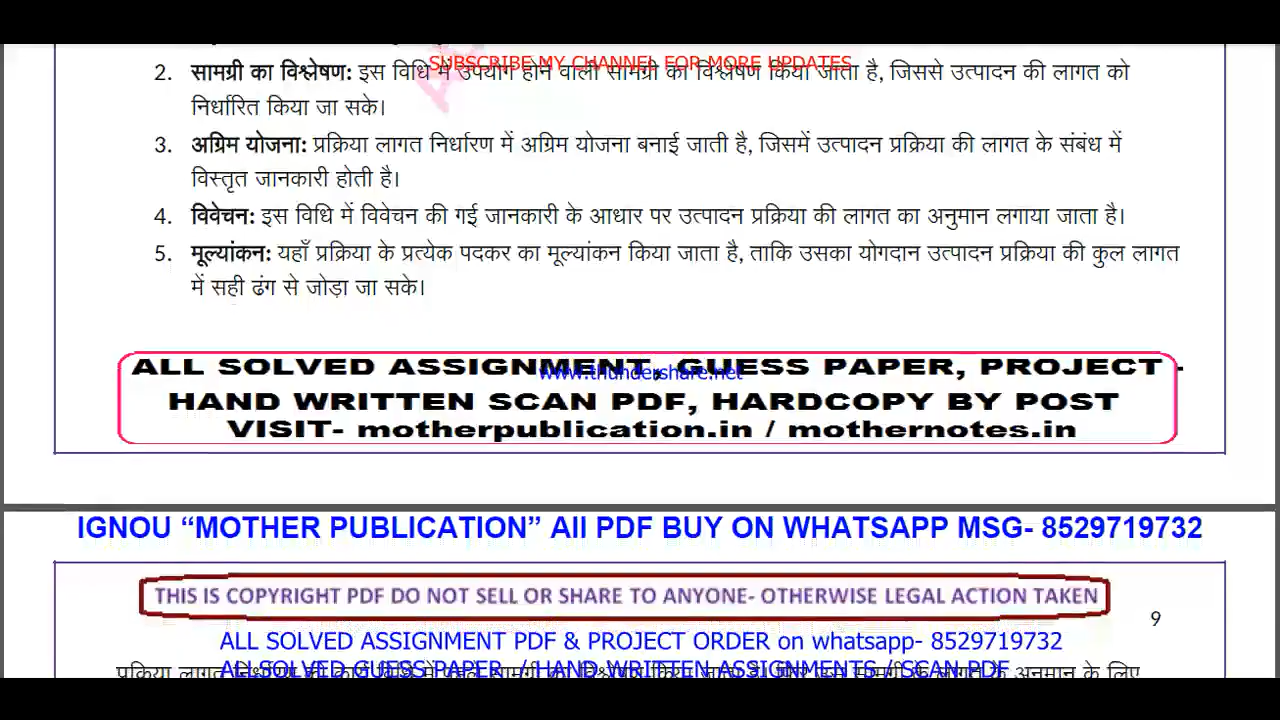 SUBSCRIBE MY CHANNEL FOR MORE UPDATES
2. सामग्री का विश्लेषण: इस विधि में उपयोग होने वाली सामग्री का विश्लेषण किया जाता है, जिससे उत्पादन की लागत को
निर्धारित किया जा सके।
3. अग्रिम योजना: प्रक्रिया लागत निर्धारण में अग्रिम योजना बनाई जाती है, जिसमें उत्पादन प्रक्रिया की लागत के संबंध में
विस्तृत जानकारी होती है।
4. विवेचन: इस विधि में विवेचन की गई जानकारी के आधार पर उत्पादन प्रक्रिया की लागत का अनुमान लगाया जाता है।
5. मूल्यांकन: यहाँ प्रक्रिया के प्रत्येक पदकर का मूल्यांकन किया जाता है, ताकि उसका योगदान उत्पादन प्रक्रिया की कुल लागत
में सही ढंग से जोड़ा जा सके।
ALL SOLVED ASSIGNMENT, GUESS PAPER, PROJECT -
www.thundershare.net
HAND WRITTEN SCAN PDF, HARDCOPY BY POST
VISIT- motherpublication.in / mothernotes.in
IGNOU “MOTHER PUBLICATION” All PDF BUY ON WHATSAPP MSG- 8529719732
THIS IS COPYRIGHT PDF DO NOT SELL OR SHARE TO ANYONE- OTHERWISE LEGAL ACTION TAKEN
9
ALL SOLVED ASSIGNMENT PDF & PROJECT ORDER on whatsapp- 8529719732
ALL SOLVED GUESS PAPER / HAND WRITTEN ASSIGNMENTS / SCAN PDF
प्रक्रिया लागत के अनुमान के लिए